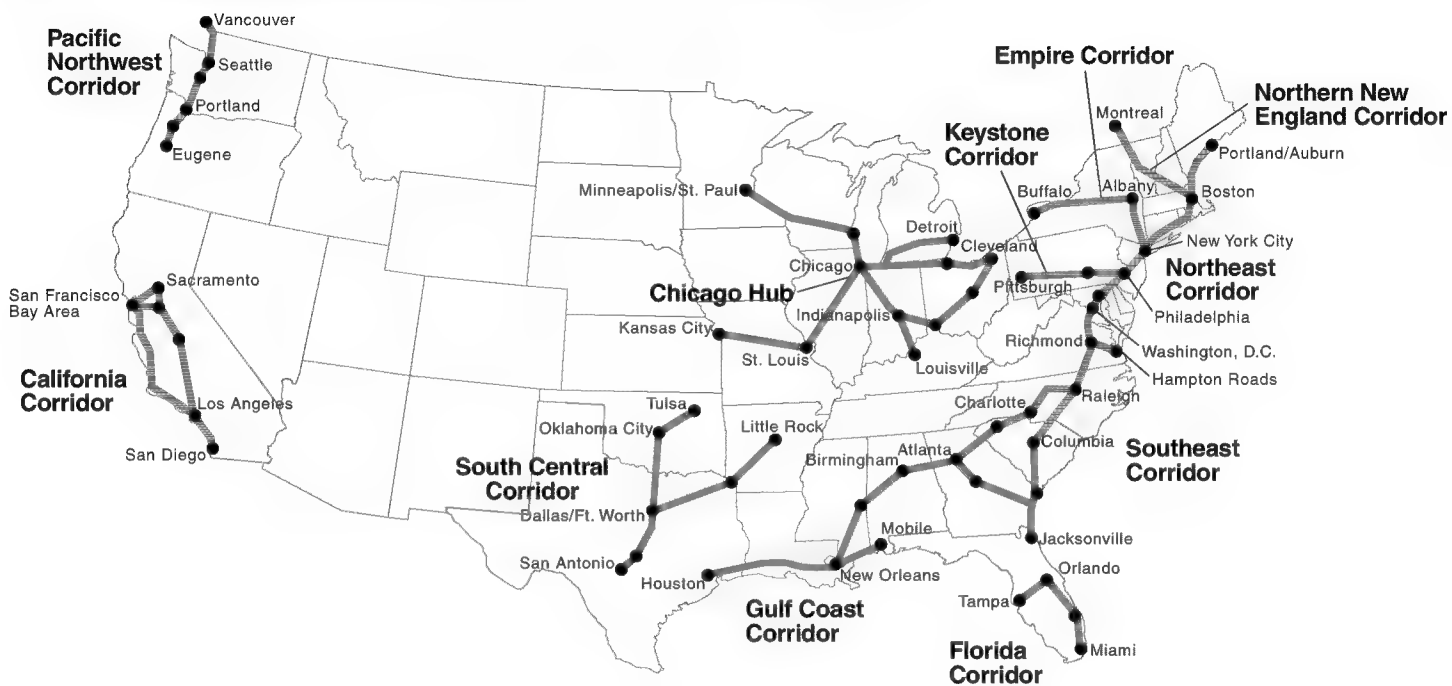 Vancouver
Pacific
Northwest
Corridor
Seattle
Portland
Eugene
Empire Corridor
Northern New
England Corridor
Montreal
Keystone
Corridor
Portland/Auburn
Minneapolis/St. Paul
Buffalo
Albany
Boston
Detroit
Cleveland
New York City
Chicago
Northeast
Corridor
Sacramento
San Francisco
Bay Area
Chicago Hub
Pittsburgh
Indianapolis
Philadelphia
Kansas City
St. Louis
Richmond
Washington, D.C.
Louisville
Hampton Roads
California
Corridor
Los Angeles
San Diego
Tulsa
Oklahoma City
Little Rock
Charlotte
Raleigh
Atlanta
Birmingham
Columbia
Southeast
Corridor
South Central
Corridor
Dallas/Ft. Worth
Mobile
Jacksonville
San Antonio
Houston
New Orleans
Orlando
Tampa
Gulf Coast
Corridor
Florida
Corridor
Miami